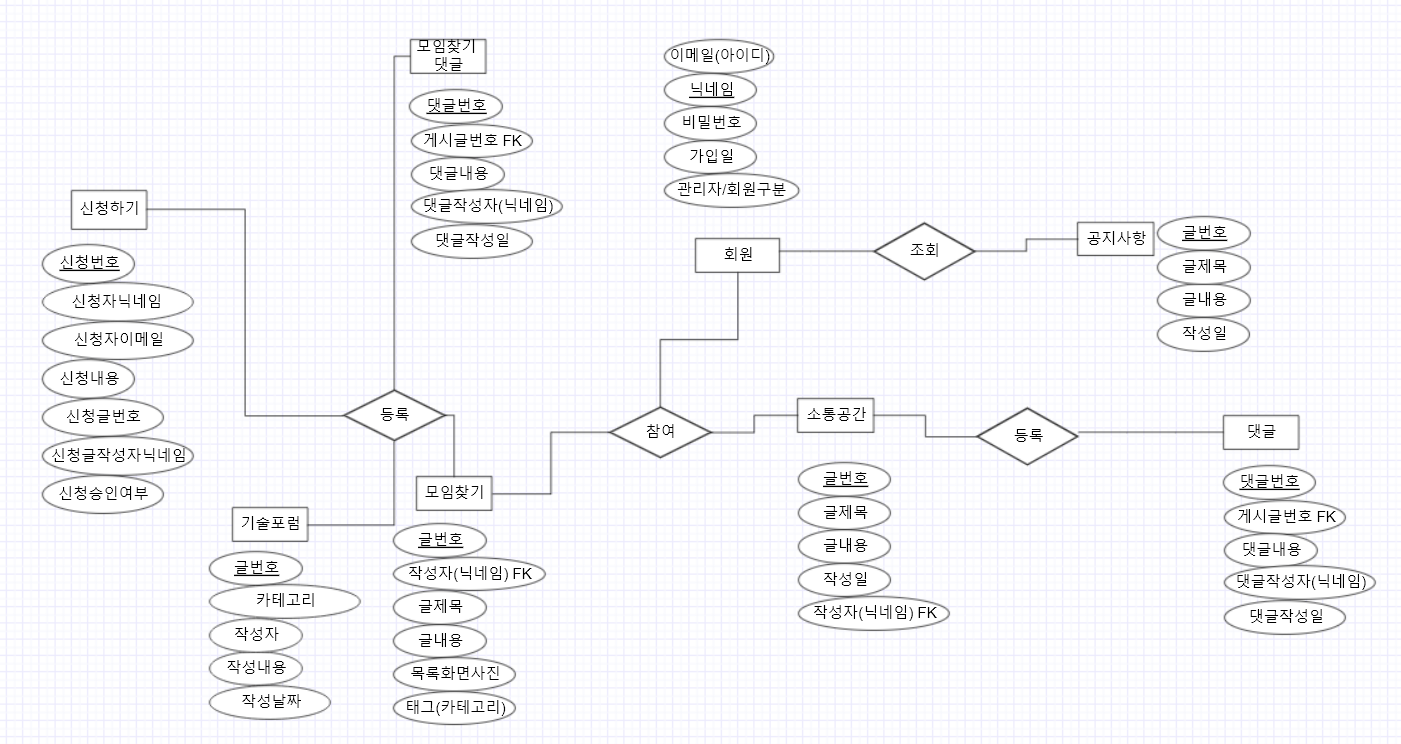 모임찾기
댓글
댓글번호
게시글번호 FK
댓글내용
댓글작성자(닉네임)
댓글작성일
이메일(아이디)
닉네임
비밀번호
가입일
관리자/회원구분
신청하기
신청번호
신청자닉네임
신청자이메일
신청내용
신청글번호
신청글작성자닉네임
신청승인여부
회원
조회
공지사항
글번호
글제목
글내용
작성일
등록
참여
소통공간
등록
댓글
모임찾기
기술포럼
글번호
카테고리
작성자
작성내용
작성날짜
글번호
작성자(닉네임) FK
글제목
글내용
목록화면사진
태그(카테고리)
글번호
글제목
글내용
작성일
작성자(닉네임) FK
댓글번호
게시글번호 FK
댓글내용
댓글작성자(닉네임)
댓글작성일